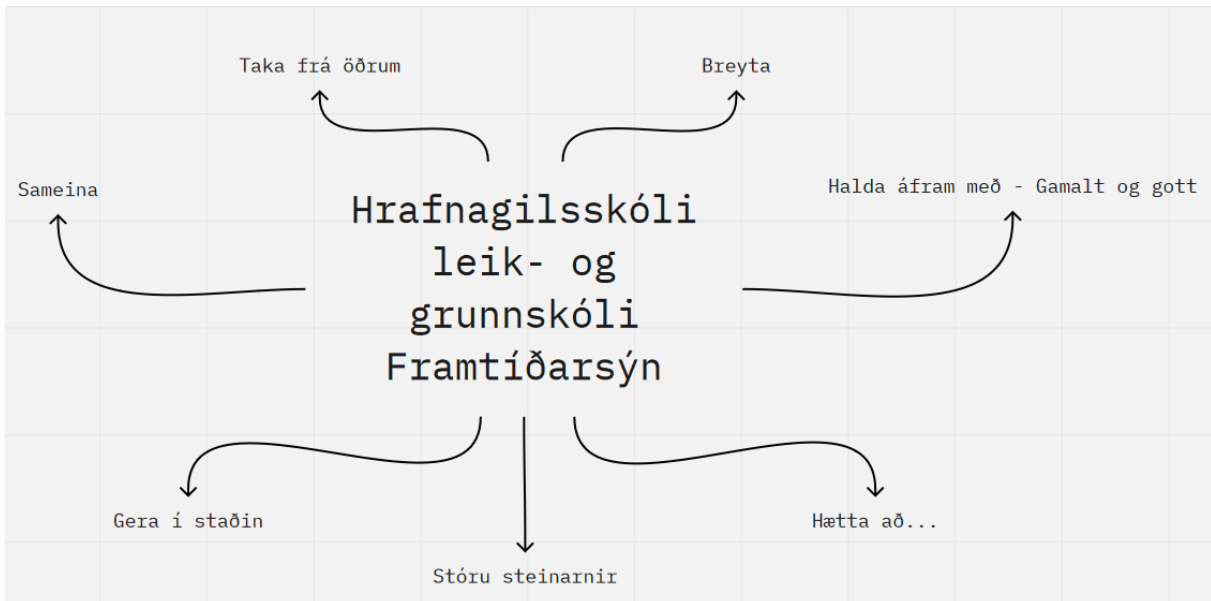 Taka frá öðrum
Breyta
Sameina
Halda áfram með - Gamalt og gott
Hrafnagilsskóli
leik- og
grunnskóli
Framtíðarsýn
Gera í staðin
Hætta að...
Stóru steinarnir